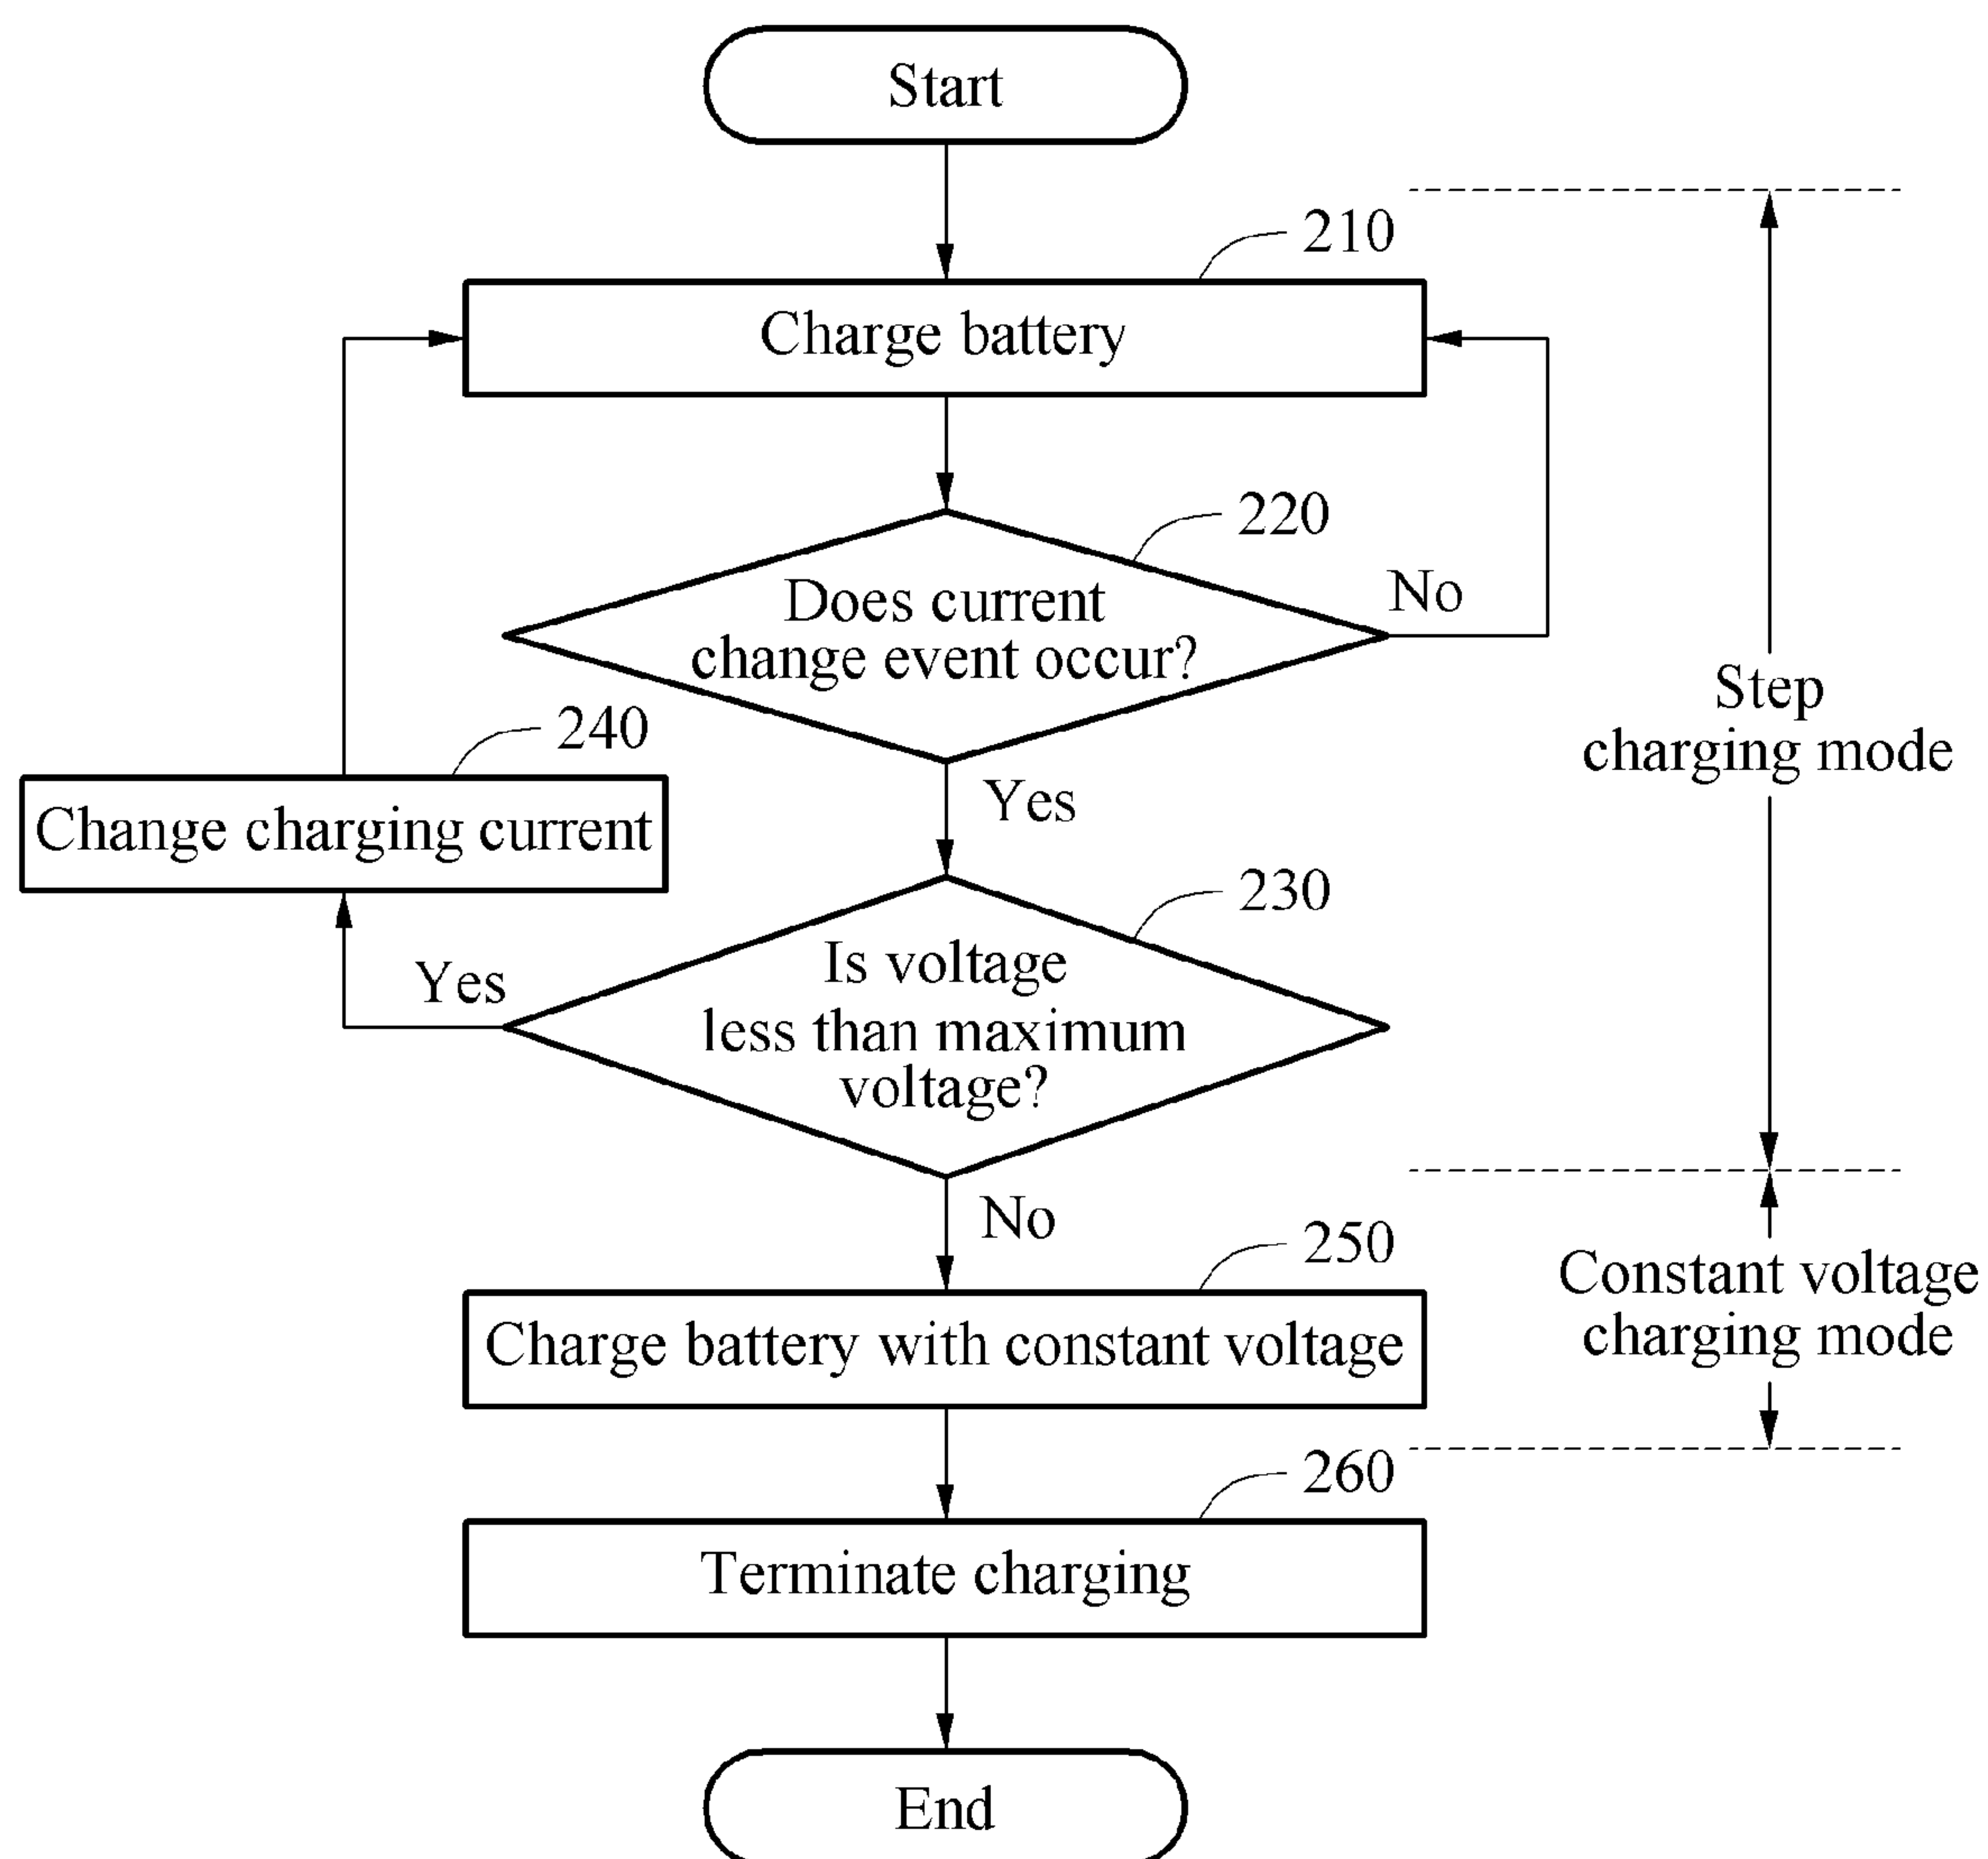 Start
210
Charge battery
220
Does current
change event occur?
No
Step
charging mode
240
Change charging current
Yes
230
Is voltage
less than maximum
voltage?
Yes
No
250
Charge battery with constant voltage
Constant voltage
charging mode
260
Terminate charging
End